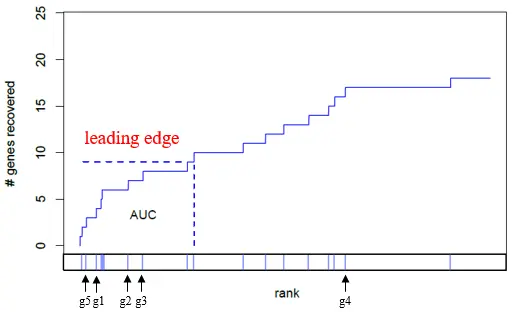 25
20
15
10
5
0
# genes recovered
leading edge
AUC
g5 g1 g2 g3 g4
rank